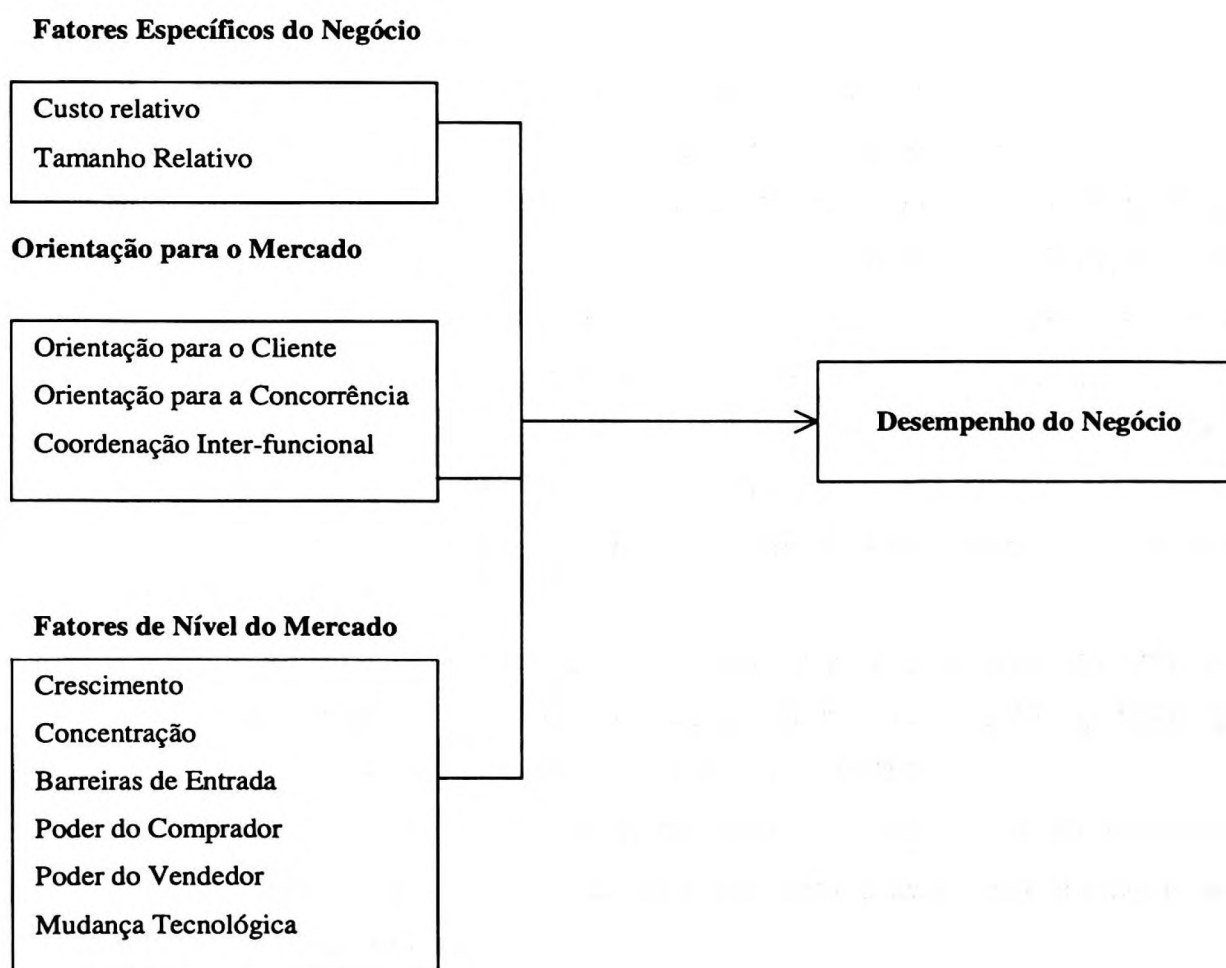 Fatores Específicos do Negócio
Custo relativo
Tamanho Relativo
Orientação para o Mercado
Orientação para o Cliente
Orientação para a Concorrência
Coordenação Inter-funcional
Desempenho do Negócio
Fatores de Nível do Mercado
Crescimento
Concentração
Barreiras de Entrada
Poder do Comprador
Poder do Vendedor
Mudança Tecnológica